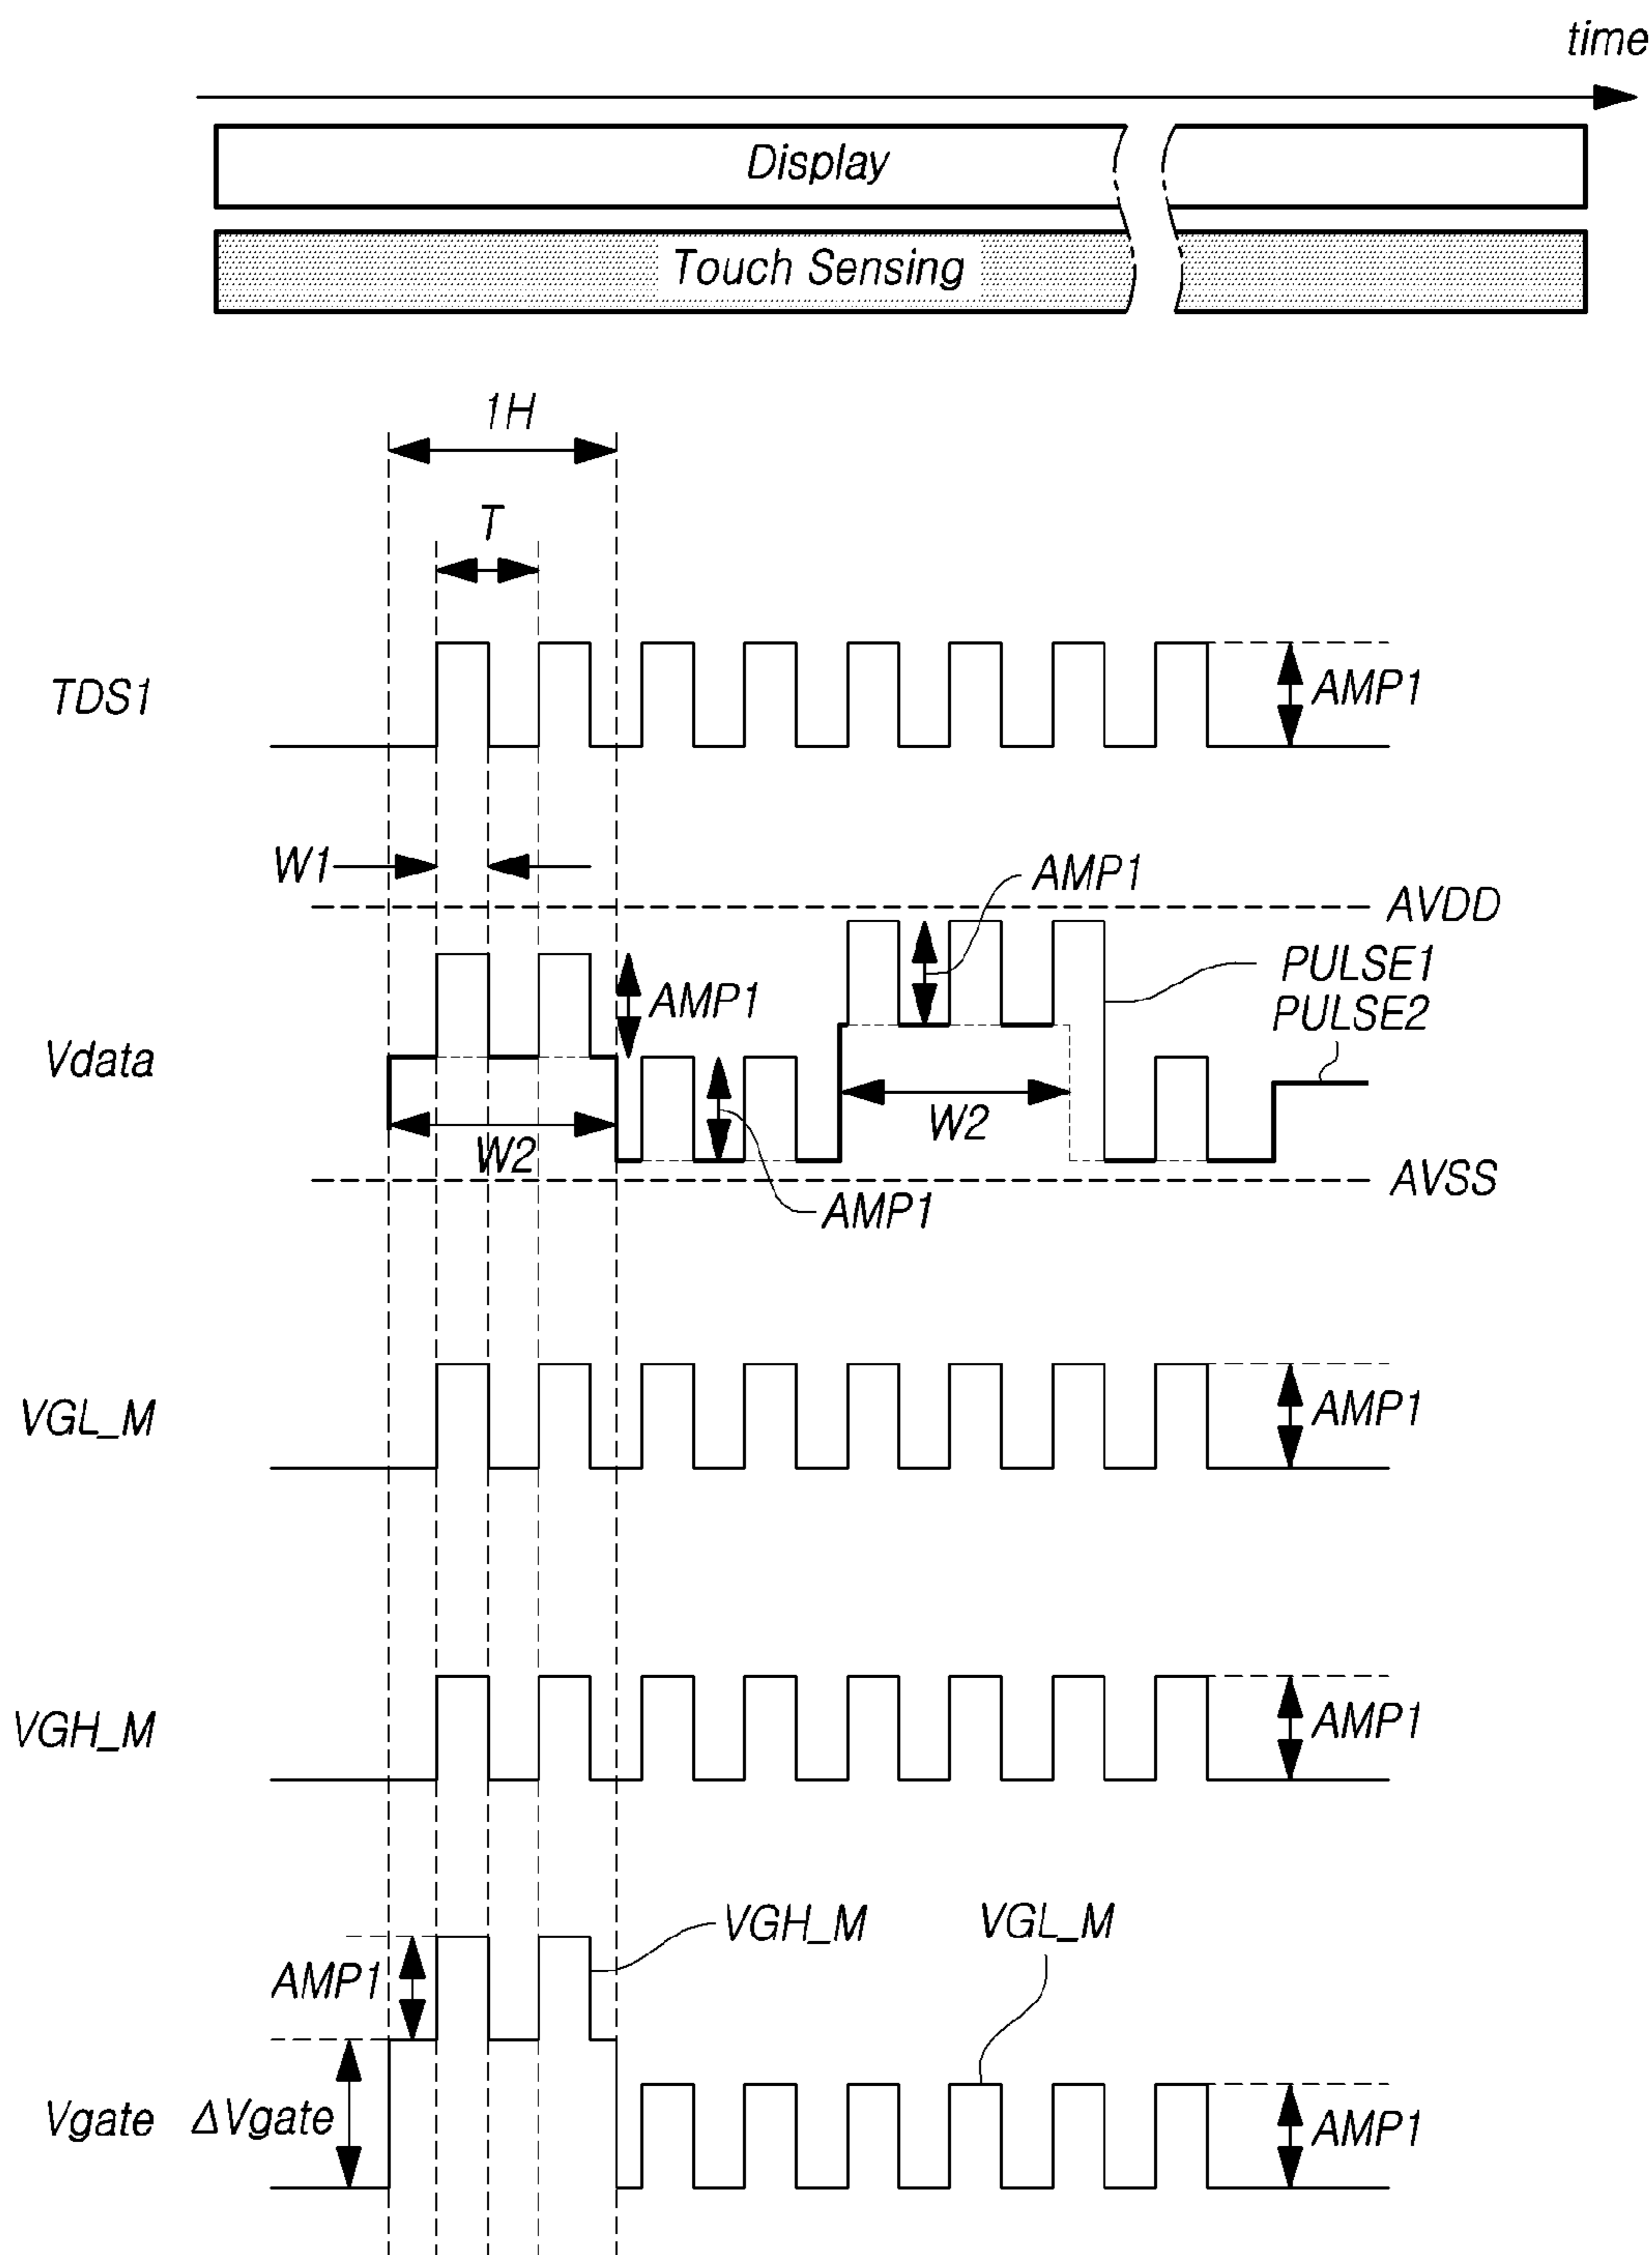 time
Display
Touch Sensing
1H
T
TDS1
AMP1
W1
AMP1
AVDD
PULSE1
PULSE2
AMP1
Vdata
W2
W2
AVSS
AMP1
VGL_M
AMP1
VGH_M
AMP1
VGH_M
VGL_M
AMP1
Vgate
ΔVgate
AMP1